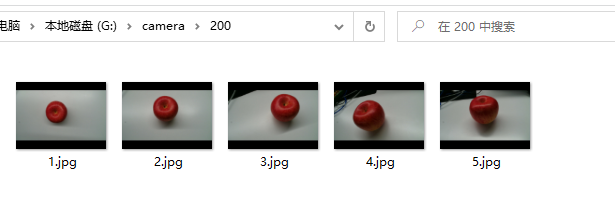 电脑 › 本地磁盘 (G:) › camera › 200
在 200 中搜索
1.jpg 2.jpg 3.jpg 4.jpg 5.jpg